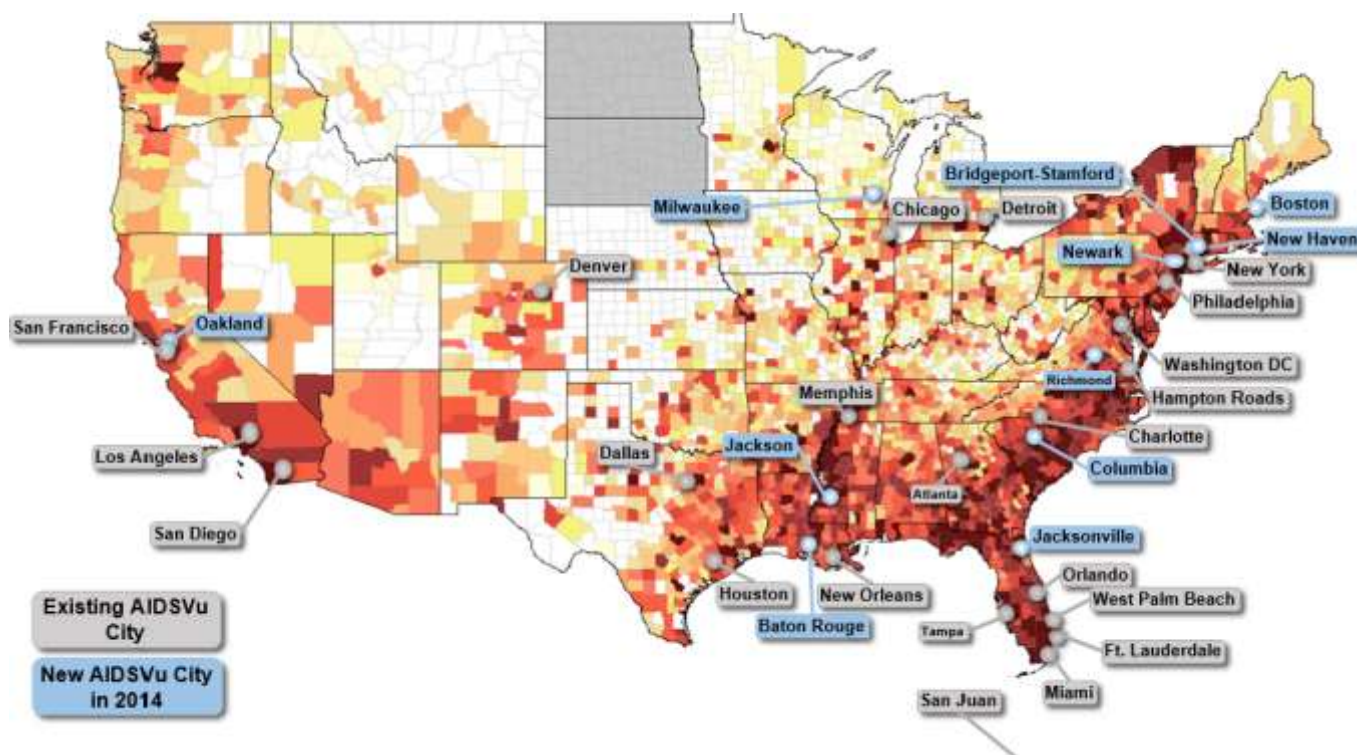 Bridgeport-Stamford
Milwaukee
Chicago
Detroit
Boston
New Haven
Newark
New York
Denver
Philadelphia
San Francisco
Oakland
Washington DC
Richmond
Memphis
Hampton Roads
Charlotte
Los Angeles
Dallas
Jackson
Columbia
Atlanta
San Diego
Jacksonville
Orlando
Houston
New Orleans
West Palm Beach
Baton Rouge
Tampa
Ft. Lauderdale
Miami
San Juan
Existing AIDSVu
City
New AIDSVu City
in 2014